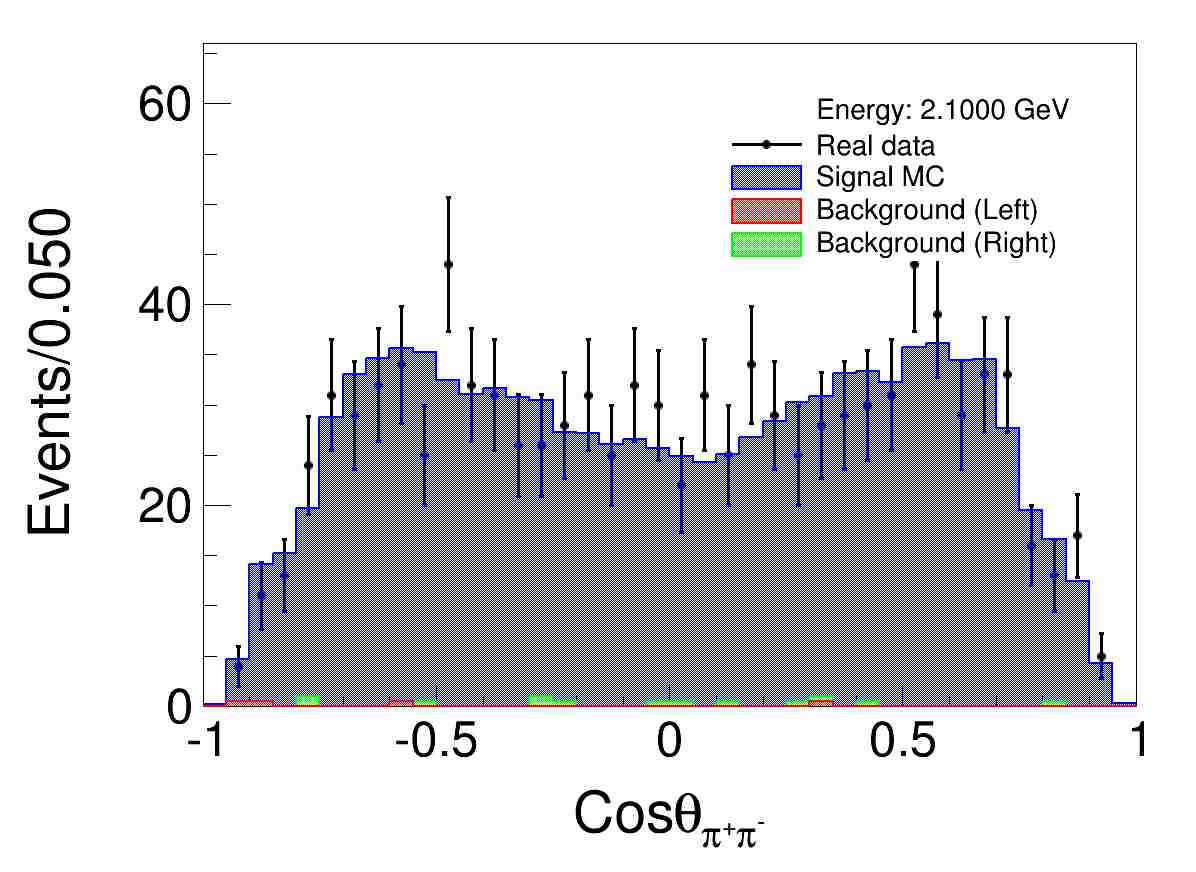 60
40
20
0
-1
-0.5
0
0.5
1
Events/0.050
Cosθπ⁺π⁻
Energy: 2.1000 GeV
Real data
Signal MC
Background (Left)
Background (Right)